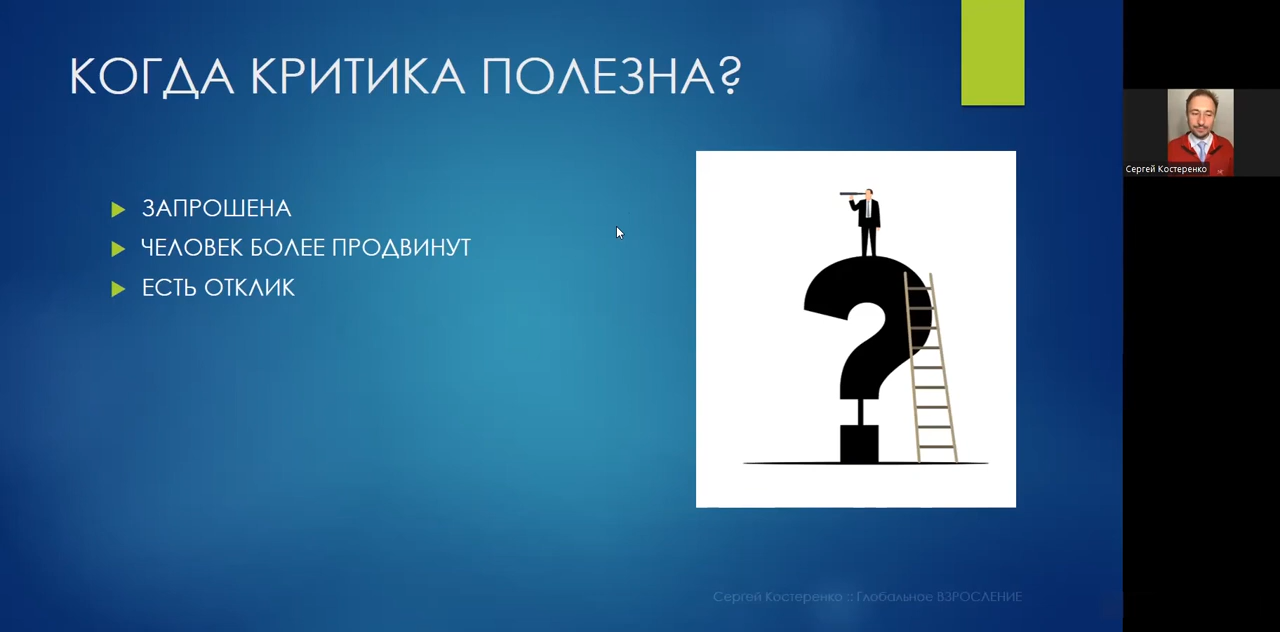 КОГДА КРИТИКА ПОЛЕЗНА?
ЗАПРОШЕНА
ЧЕЛОВЕК БОЛЕЕ ПРОДВИНУТ
ЕСТЬ ОТКЛИК
Сергей Костеренко :: Глобальное ВЗРОСЛЕНИЕ
Сергей Костеренко